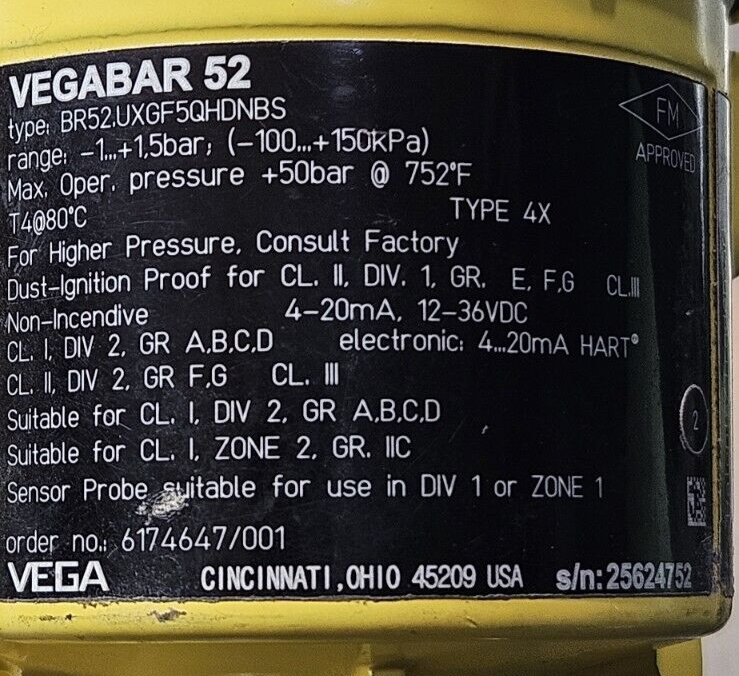 VEGABAR 52
type: BR52.UXGF5QHDNBS
range: -1...+1,5bar; (-100...+150kPa)
Max. Oper. pressure +50bar @ 752°F
T4@80°C TYPE 4X
For Higher Pressure, Consult Factory
Dust-Ignition Proof for CL. II, DIV. 1, GR. E, F,G CL.III
Non-Incendive 4-20mA, 12-36VDC
CL. I, DIV 2, GR A,B,C,D electronic: 4...20mA HART®
CL. II, DIV 2, GR F,G CL. III
Suitable for CL. I, DIV 2, GR A,B,C,D
Suitable for CL. I, ZONE 2, GR. IIC
Sensor Probe suitable for use in DIV 1 or ZONE 1
order no.: 6174647/001
VEGA CINCINNATI,OHIO 45209 USA s/n: 25624752
FM
APPROVED
2